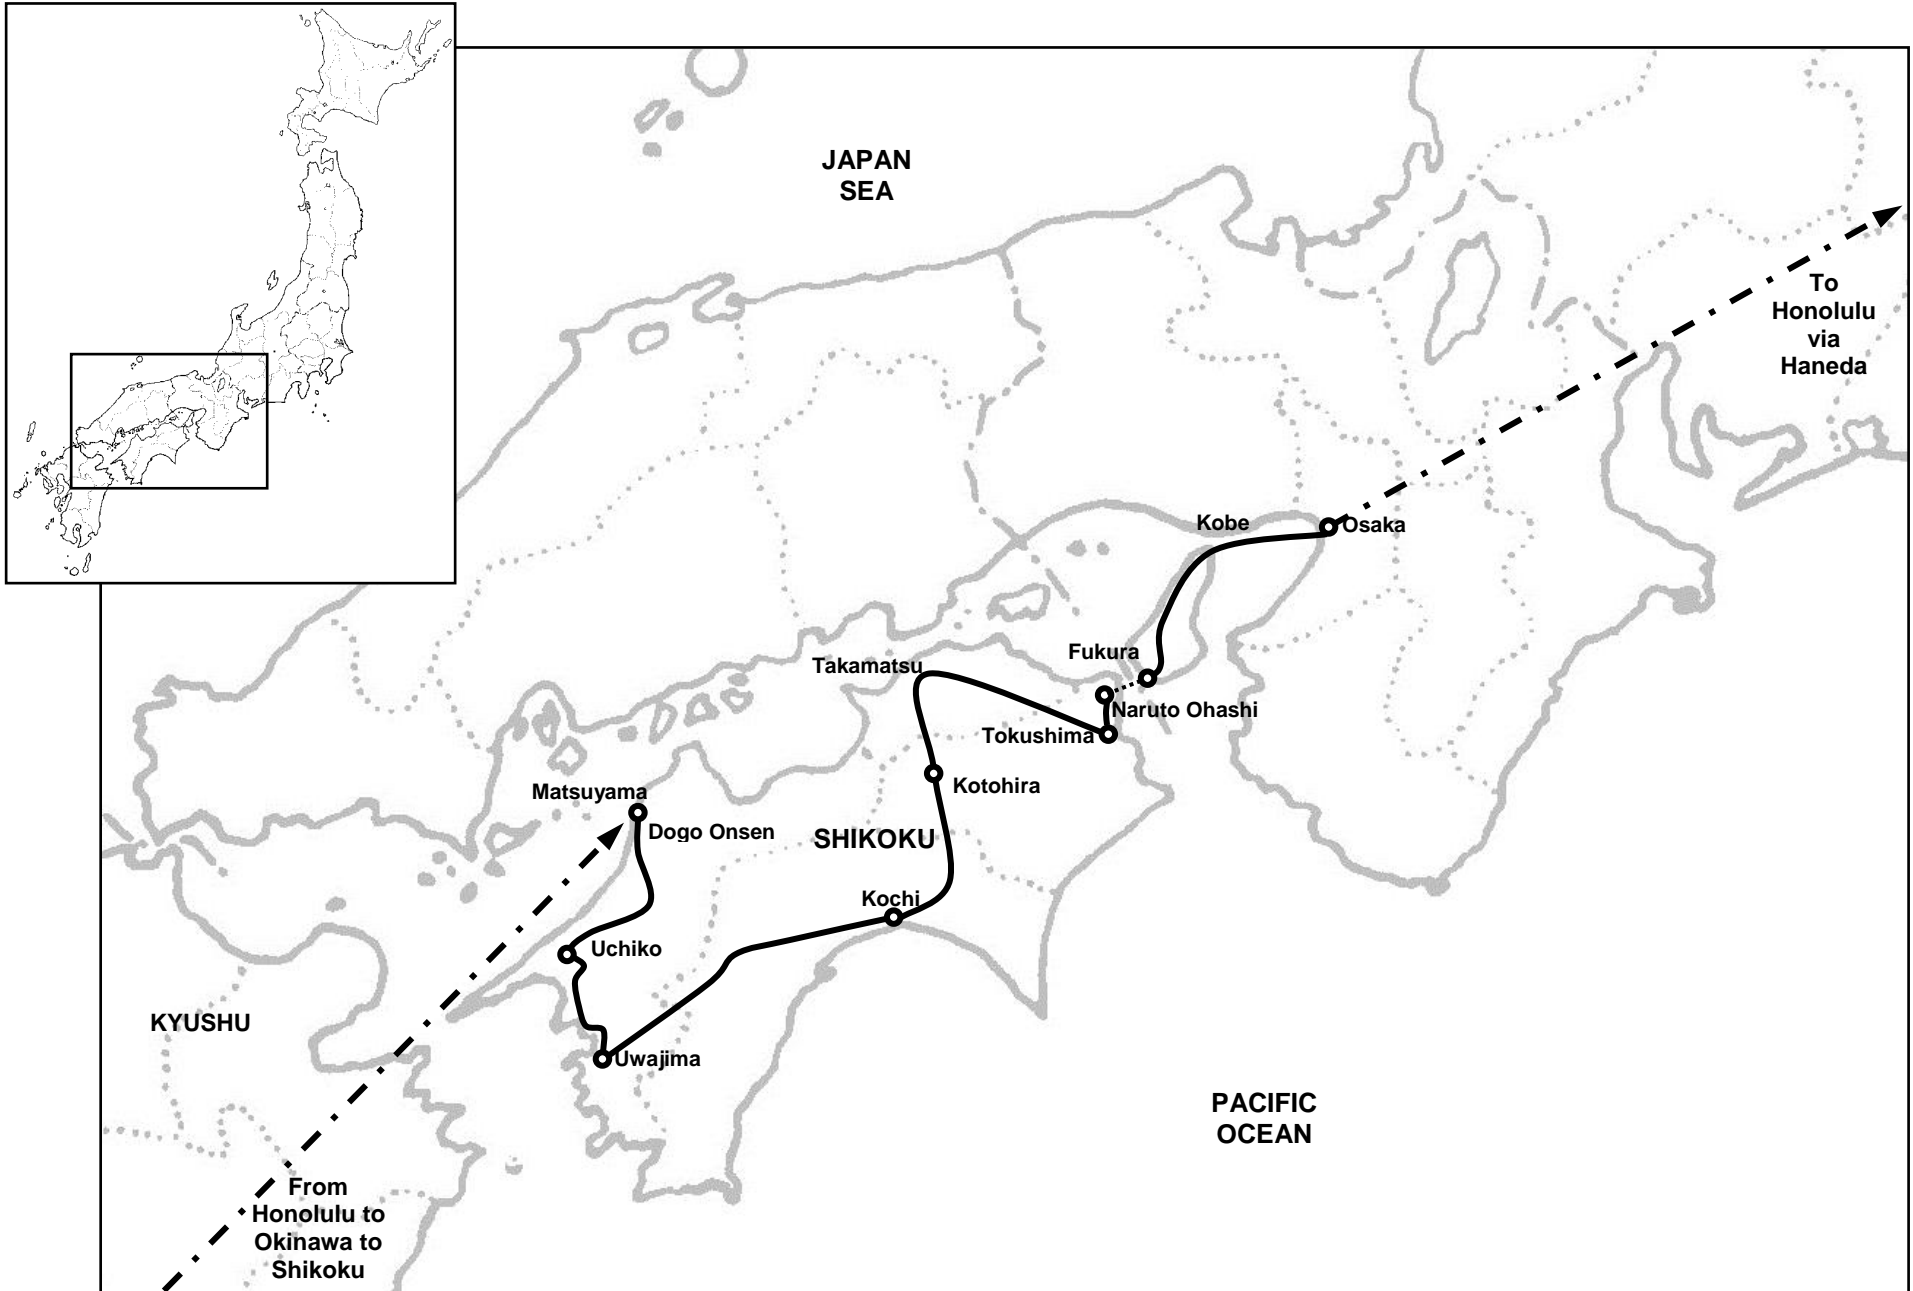 JAPAN
SEA
To
Honolulu
via
Haneda
Kobe
Osaka
Fukura
Takamatsu
Naruto Ohashi
Tokushima
Kotohira
Matsuyama
Dogo Onsen
SHIKOKU
Kochi
Uchiko
KYUSHU
Uwajima
PACIFIC
OCEAN
From
Honolulu to
Okinawa to
Shikoku